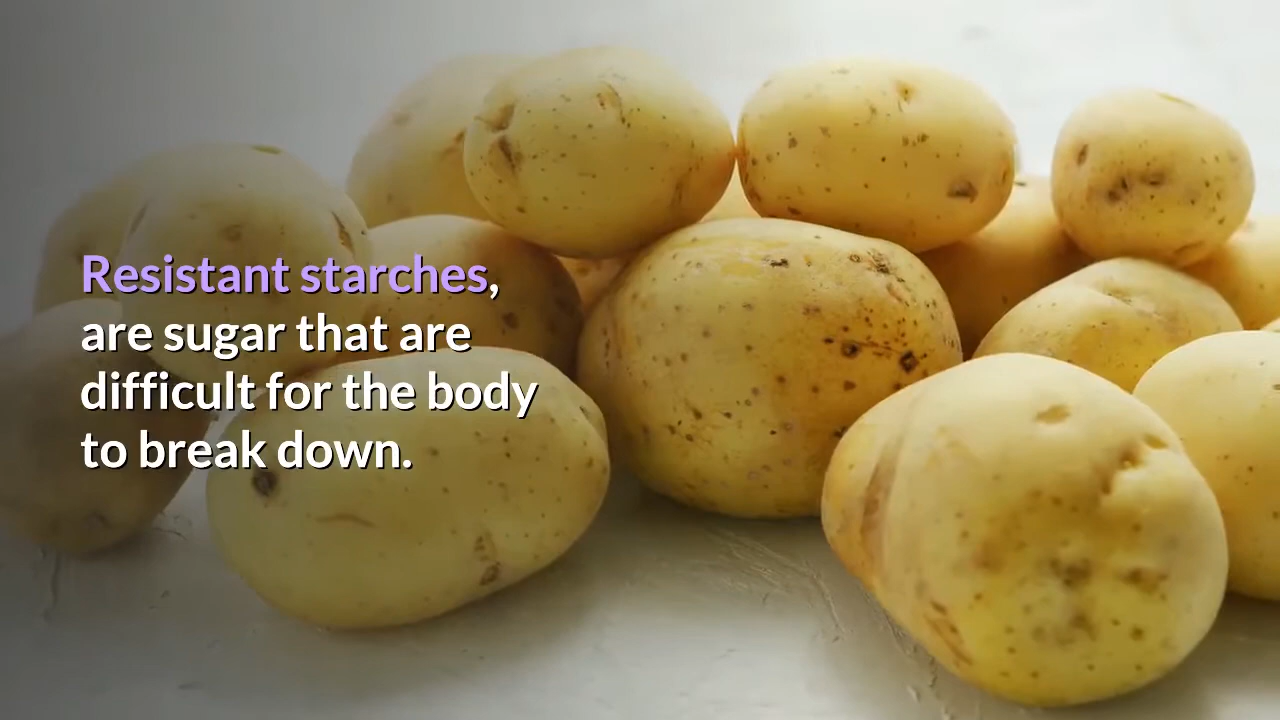 Resistant starches,
are sugar that are
difficult for the body
to break down.